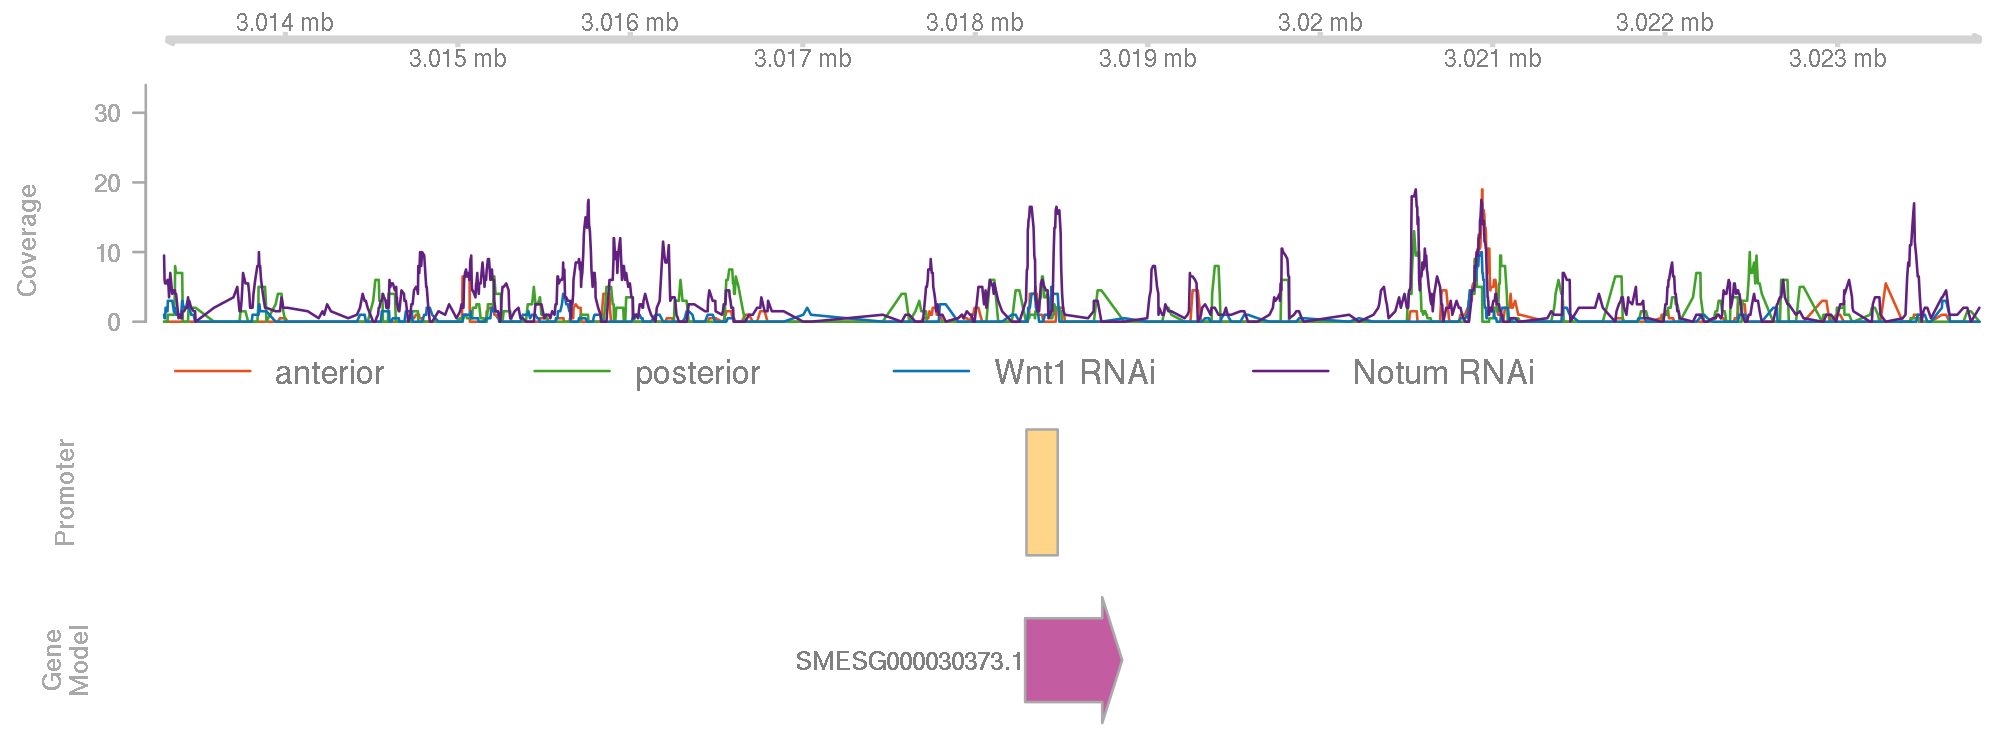 3.014 mb 3.016 mb 3.018 mb 3.02 mb 3.022 mb
3.015 mb 3.017 mb 3.019 mb 3.021 mb 3.023 mb
30
20
10
0
Coverage
anterior posterior Wnt1 RNAi Notum RNAi
Promoter
Gene
Model
SMESG000030373.1